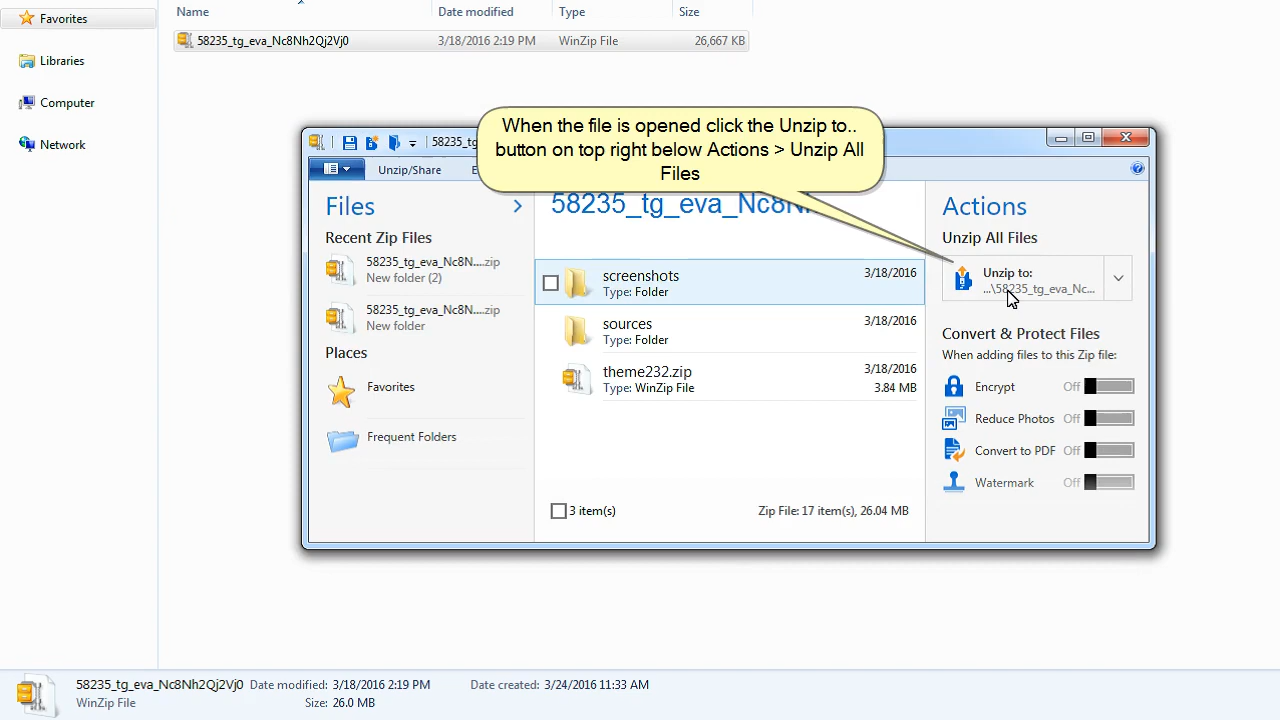 Favorites
Libraries
Computer
Network
Name Date modified Type Size
58235_tg_eva_Nc8Nh2Qj2Vj0 3/18/2016 2:19 PM WinZip File 26,667 KB
When the file is opened click the Unzip to..
button on top right below Actions > Unzip All
Files
58235_tg
Unzip/Share
Files
Recent Zip Files
58235_tg_eva_Nc8N....zip
New folder (2)
58235_tg_eva_Nc8N....zip
New folder
Places
Favorites
Frequent Folders
58235_tg_eva_Nc8N
screenshots 3/18/2016
Type: Folder
sources 3/18/2016
Type: Folder
theme232.zip 3/18/2016
Type: WinZip File 3.84 MB
3 item(s) Zip File: 17 item(s), 26.04 MB
Actions
Unzip All Files
Unzip to:
...\58235_tg_eva_Nc...
Convert & Protect Files
When adding files to this Zip file:
Encrypt Off
Reduce Photos Off
Convert to PDF Off
Watermark Off
58235_tg_eva_Nc8Nh2Qj2Vj0 Date modified: 3/18/2016 2:19 PM Date created: 3/24/2016 11:33 AM
WinZip File Size: 26.0 MB